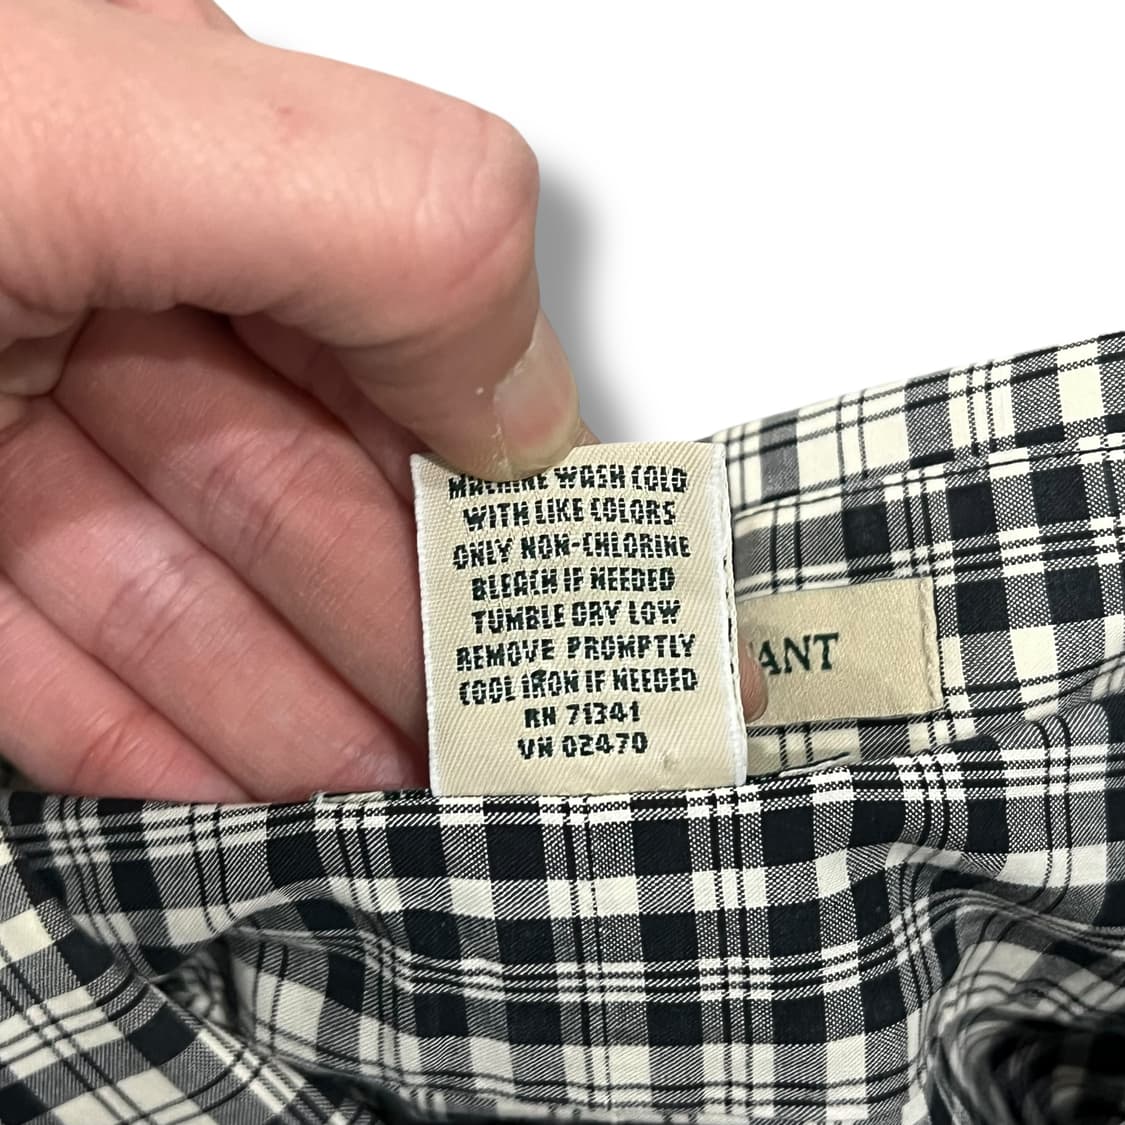 MACHINE WASH COLD
WITH LIKE COLORS
ONLY NON-CHLORINE
BLEACH IF NEEDED
TUMBLE DRY LOW
REMOVE PROMPTLY
COOL IRON IF NEEDED
RN 71341
VN 02470
ANT